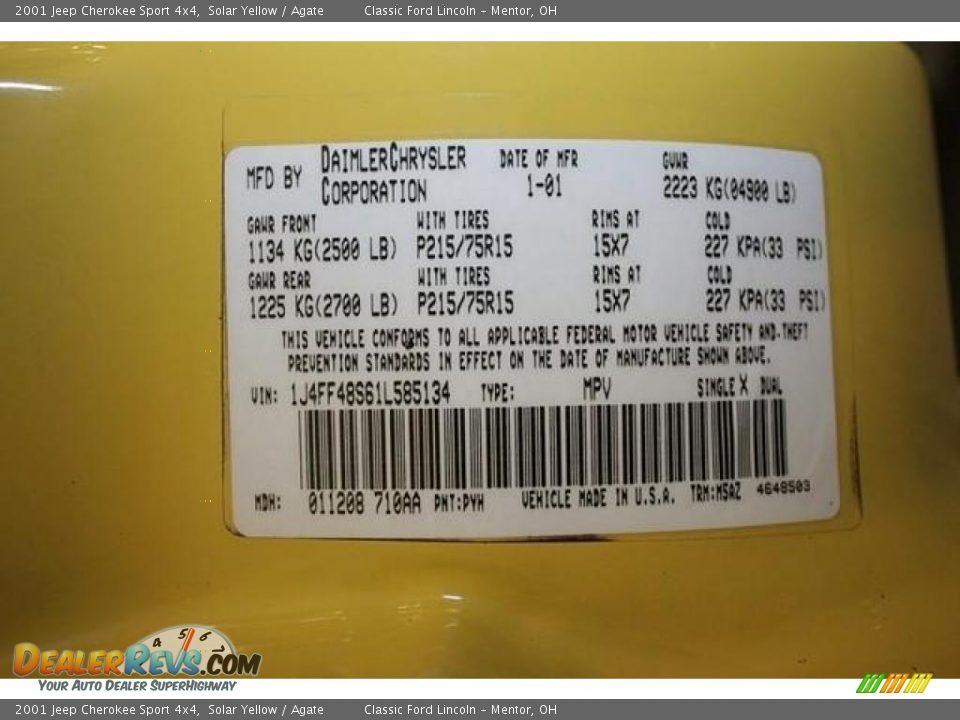 2001 Jeep Cherokee Sport 4x4,  Solar Yellow / Agate          Classic Ford Lincoln – Mentor, OH
MFD BY DAIMLERCHRYSLER CORPORATION DATE OF MFR 1-01 GVWR 2223 KG(04900 LB)
GAWR FRONT WITH TIRES RIMS AT COLD
1134 KG(2500 LB) P215/75R15 15X7 227 KPA(33 PSI)
GAWR REAR WITH TIRES RIMS AT COLD
1225 KG(2700 LB) P215/75R15 15X7 227 KPA(33 PSI)
THIS VEHICLE CONFORMS TO ALL APPLICABLE FEDERAL MOTOR VEHICLE SAFETY AND THEFT
PREVENTION STANDARDS IN EFFECT ON THE DATE OF MANUFACTURE SHOWN ABOVE.
VIN: 1J4FF48S61L585134 TYPE: MPV SINGLE X DUAL
MDH: 011208 710AA PNT:PYH VEHICLE MADE IN U.S.A. TRM:MSAZ 4648503
4 5 6
DEALERREVS.COM
YOUR AUTO DEALER SUPERHIGHWAY
2001 Jeep Cherokee Sport 4x4,  Solar Yellow / Agate          Classic Ford Lincoln – Mentor, OH